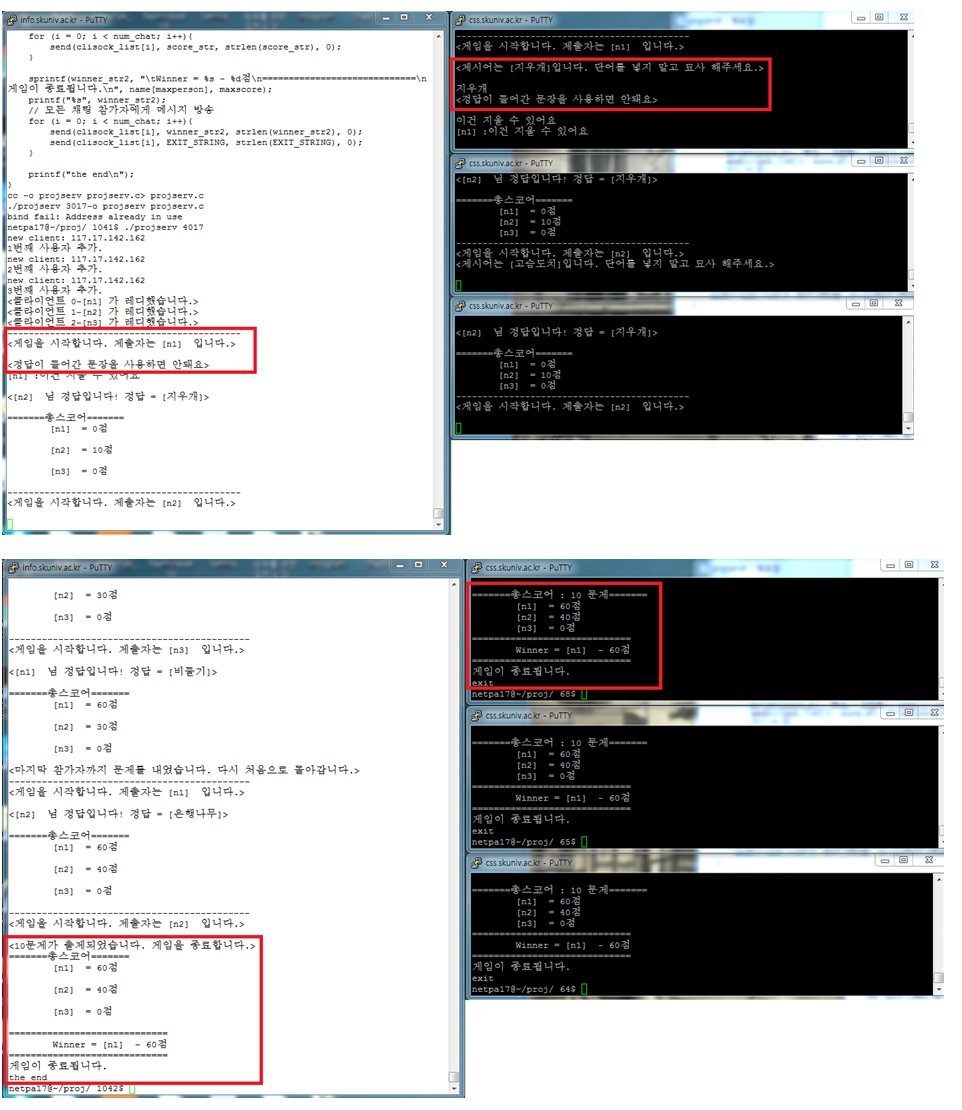 info.skuniv.ac.kr - PuTTY
for (i = 0; i < num_chat; i++){
send(clisock_list[i], score_str, strlen(score_str), 0);
}
sprintf(winner_str2, "\tWinner = %s - %d점\n=============================\n
게임이 종료됩니다.\n", name[maxperson], maxscore);
printf("%s", winner_str2);
// 모든 채팅 참가자에게 메시지 방송
for (i = 0; i < num_chat; i++){
send(clisock_list[i], winner_str2, strlen(winner_str2), 0);
send(clisock_list[i], EXIT_STRING, strlen(EXIT_STRING), 0);
}
printf("the end\n");
}
cc -o projserv projserv.c> projserv.c
./projserv 3017-o projserv projserv.c
bind fail: Address already in use
netpa17@~/proj/ 1041$ ./projserv 4017
new client: 117.17.142.162
1번째 사용자 추가.
new client: 117.17.142.162
2번째 사용자 추가.
new client: 117.17.142.162
3번째 사용자 추가.
<클라이언트 0-[n1] 가 레디했습니다.>
<클라이언트 1-[n2] 가 레디했습니다.>
<클라이언트 2-[n3] 가 레디했습니다.>
--------------------------------------------
<게임을 시작합니다. 제출자는 [n1] 입니다.>
<정답이 들어간 문장을 사용하면 안돼요>
[n1] :이건 지울 수 있어요
<[n2] 님 정답입니다! 정답 = [지우개]>
=======총스코어=======
[n1] = 0점
[n2] = 10점
[n3] = 0점
--------------------------------------------
<게임을 시작합니다. 제출자는 [n2] 입니다.>
css.skuniv.ac.kr - PuTTY
--------------------------------------------
<게임을 시작합니다. 제출자는 [n1] 입니다.>
<제시어는 [지우개]입니다. 단어를 넣지 말고 묘사 해주세요.>
지우개
<정답이 들어간 문장을 사용하면 안돼요>
이건 지울 수 있어요
[n1] :이건 지울 수 있어요
css.skuniv.ac.kr - PuTTY
<[n2] 님 정답입니다! 정답 = [지우개]>
=======총스코어=======
[n1] = 0점
[n2] = 10점
[n3] = 0점
--------------------------------------------
<게임을 시작합니다. 제출자는 [n2] 입니다.>
<제시어는 [고슴도치]입니다. 단어를 넣지 말고 묘사 해주세요.>
css.skuniv.ac.kr - PuTTY
<[n2] 님 정답입니다! 정답 = [지우개]>
=======총스코어=======
[n1] = 0점
[n2] = 10점
[n3] = 0점
--------------------------------------------
<게임을 시작합니다. 제출자는 [n2] 입니다.>
info.skuniv.ac.kr - PuTTY
[n2] = 30점
[n3] = 0점
--------------------------------------------
<게임을 시작합니다. 제출자는 [n3] 입니다.>
<[n1] 님 정답입니다! 정답 = [비둘기]>
=======총스코어=======
[n1] = 60점
[n2] = 30점
[n3] = 0점
<마지막 참가자까지 문제를 내었습니다. 다시 처음으로 돌아갑니다.>
--------------------------------------------
<게임을 시작합니다. 제출자는 [n1] 입니다.>
<[n2] 님 정답입니다! 정답 = [은행나무]>
=======총스코어=======
[n1] = 60점
[n2] = 40점
[n3] = 0점
--------------------------------------------
<게임을 시작합니다. 제출자는 [n2] 입니다.>
<10문제가 출제되었습니다. 게임을 종료합니다.>
=======총스코어=======
[n1] = 60점
[n2] = 40점
[n3] = 0점
=============================
Winner = [n1] - 60점
=============================
게임이 종료됩니다.
the end
netpa17@~/proj/ 1042$
css.skuniv.ac.kr - PuTTY
=======총스코어 : 10 문제=======
[n1] = 60점
[n2] = 40점
[n3] = 0점
=============================
Winner = [n1] - 60점
=============================
게임이 종료됩니다.
exit
netpa17@~/proj/ 68$
css.skuniv.ac.kr - PuTTY
=======총스코어 : 10 문제=======
[n1] = 60점
[n2] = 40점
[n3] = 0점
=============================
Winner = [n1] - 60점
=============================
게임이 종료됩니다.
exit
netpa17@~/proj/ 65$
css.skuniv.ac.kr - PuTTY
=======총스코어 : 10 문제=======
[n1] = 60점
[n2] = 40점
[n3] = 0점
=============================
Winner = [n1] - 60점
=============================
게임이 종료됩니다.
exit
netpa17@~/proj/ 64$